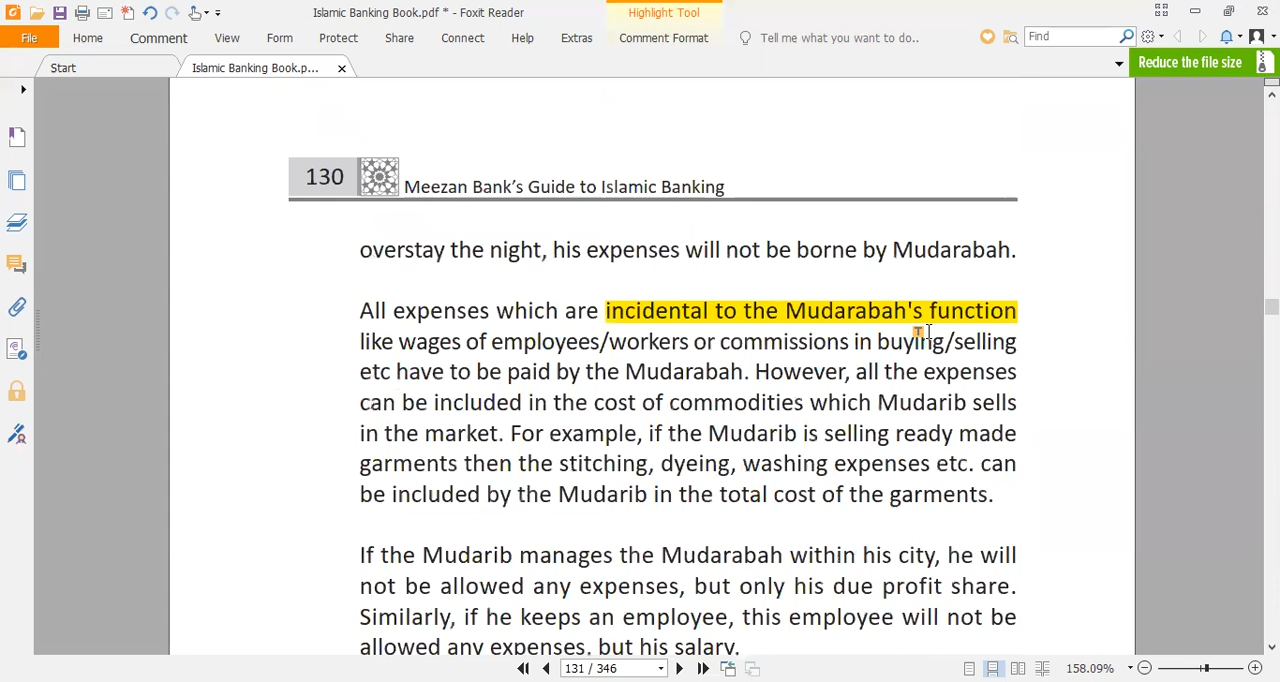 Islamic Banking Book.pdf * - Foxit Reader
Highlight Tool
File
Home
Comment
View
Form
Protect
Share
Connect
Help
Extras
Comment Format
Tell me what you want to do..
Find
Start
Islamic Banking Book.p...
Reduce the file size
130
Meezan Bank's Guide to Islamic Banking
overstay the night, his expenses will not be borne by Mudarabah.
All expenses which are incidental to the Mudarabah's function
like wages of employees/workers or commissions in buying/selling
etc have to be paid by the Mudarabah. However, all the expenses
can be included in the cost of commodities which Mudarib sells
in the market. For example, if the Mudarib is selling ready made
garments then the stitching, dyeing, washing expenses etc. can
be included by the Mudarib in the total cost of the garments.
If the Mudarib manages the Mudarabah within his city, he will
not be allowed any expenses, but only his due profit share.
Similarly, if he keeps an employee, this employee will not be
allowed any expenses, but his salary.
131 / 346
158.09%